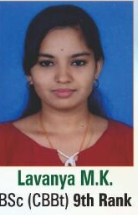 Lavanya M.K.
BSc (CBBt) 9th Rank